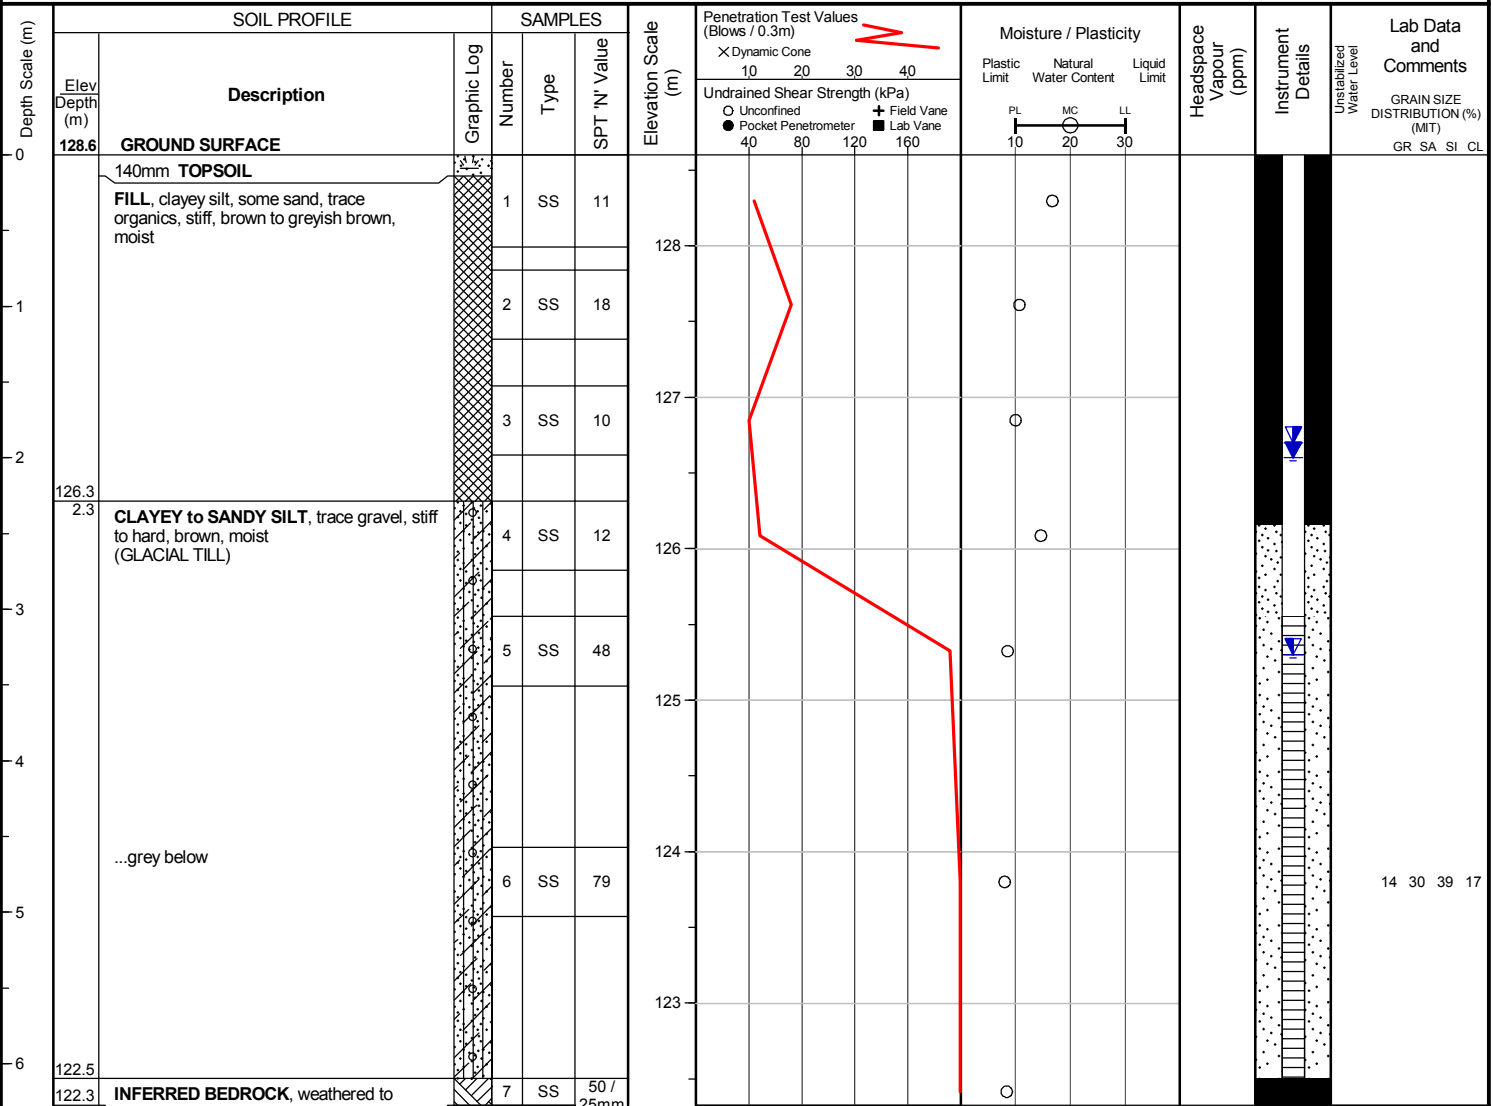 SOIL PROFILE
SAMPLES
Depth Scale (m)
Elev
Depth
(m)
Description
Graphic Log
Number
Type
SPT 'N' Value
Elevation Scale
(m)
Penetration Test Values
(Blows / 0.3m)
Dynamic Cone
10 20 30 40
Undrained Shear Strength (kPa)
Unconfined
Field Vane
Pocket Penetrometer
Lab Vane
40 80 120 160
Moisture / Plasticity
Plastic
Limit
Natural
Water Content
Liquid
Limit
PL MC LL
10 20 30
Headspace
Vapour
(ppm)
Instrument
Details
Unstabilized
Water Level
Lab Data
and
Comments
GRAIN SIZE
DISTRIBUTION (%)
(MIT)
GR SA SI CL
0
128.6 GROUND SURFACE
140mm TOPSOIL
FILL, clayey silt, some sand, trace
organics, stiff, brown to greyish brown,
moist
1 SS 11
128
1
2 SS 18
127
3 SS 10
2
126.3
2.3
CLAYEY to SANDY SILT, trace gravel, stiff
to hard, brown, moist
(GLACIAL TILL)
4 SS 12
126
3
5 SS 48
125
4
124
...grey below
6 SS 79
14 30 39 17
5
123
6
122.5
122.3
INFERRED BEDROCK, weathered to
7 SS 50 /
25mm